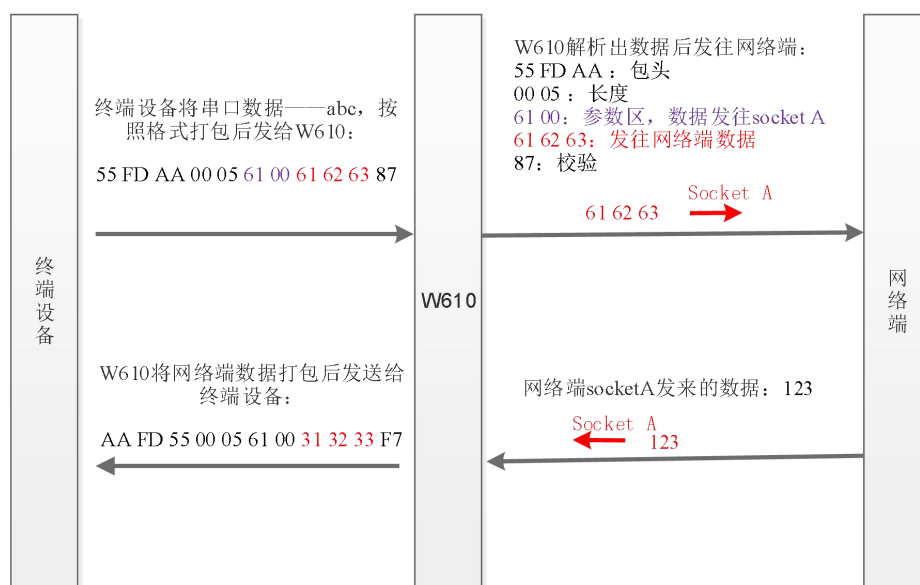 终端设备
终端设备将串口数据——abc，按
照格式打包后发给W610：
55 FD AA 00 05 61 00 61 62 63 87
W610
W610解析出数据后发往网络端：
55 FD AA：包头
00 05：长度
61 00：参数区，数据发往socket A
61 62 63：发往网络端数据
87：校验
Socket A
61 62 63
网络端
W610将网络端数据打包后发送给
终端设备：
AA FD 55 00 05 61 00 31 32 33 F7
网络端socketA发来的数据：123
Socket A
123